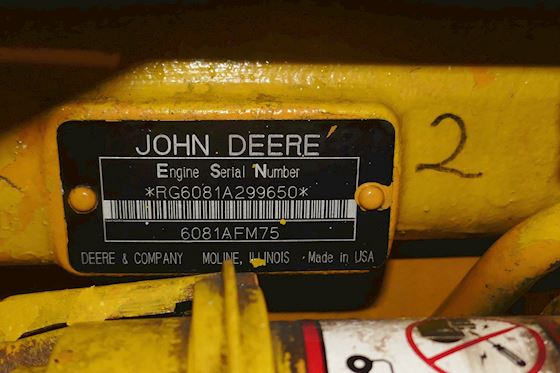 JOHN DEERE
Engine Serial Number
*RG6081A299650*
6081AFM75
DEERE & COMPANY MOLINE, ILLINOIS Made in USA
2